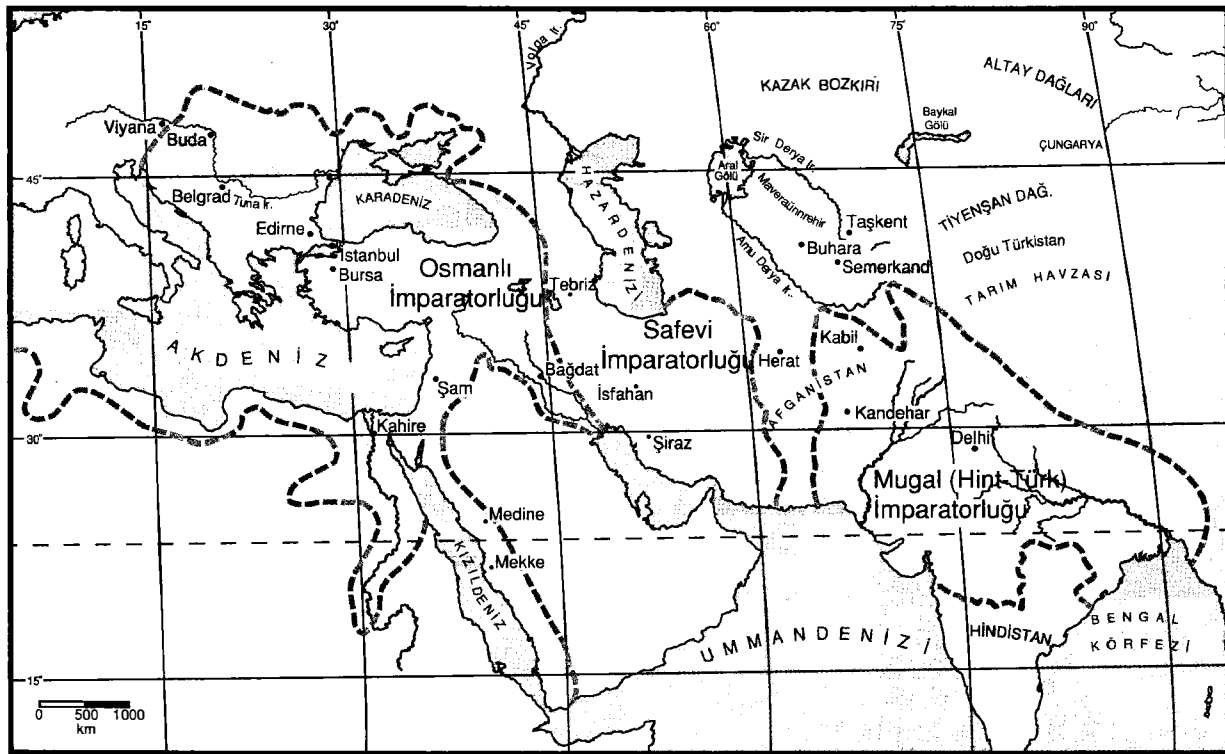 15°
30°
45°
60°
75°
90°
Volga Ir.
KAZAK BOZKIRI
ALTAY DAĞLARI
Baykal
Gölü
ÇUNGARYA
Viyana
Buda
Sir Derya Ir.
Aral
Gölü
45°
Maveraünnrehir
Belgrad
Tuna Ir.
KARADENİZ
HAZARDENİZİ
Taşkent
TİYENŞAN DAĞ.
Edirne
Buhara
Doğu Türkistan
İstanbul
Amu Derya Ir.
Semerkand
Bursa
Osmanlı
İmparatorluğu
Tebriz
TARIM HAVZASI
Safevi
İmparatorluğu
Kabil
Herat
AKDENİZ
Bağdat
AFGANİSTAN
Şam
İsfahan
Kandehar
Kahire
30°
Şiraz
Delhi
Mugal (Hint-Türk)
İmparatorluğu
Medine
KIZILDENİZ
Mekke
UMMANDENİZİ
HİNDİSTAN
BENGAL
KÖRFEZİ
15°
0 500 1000
km